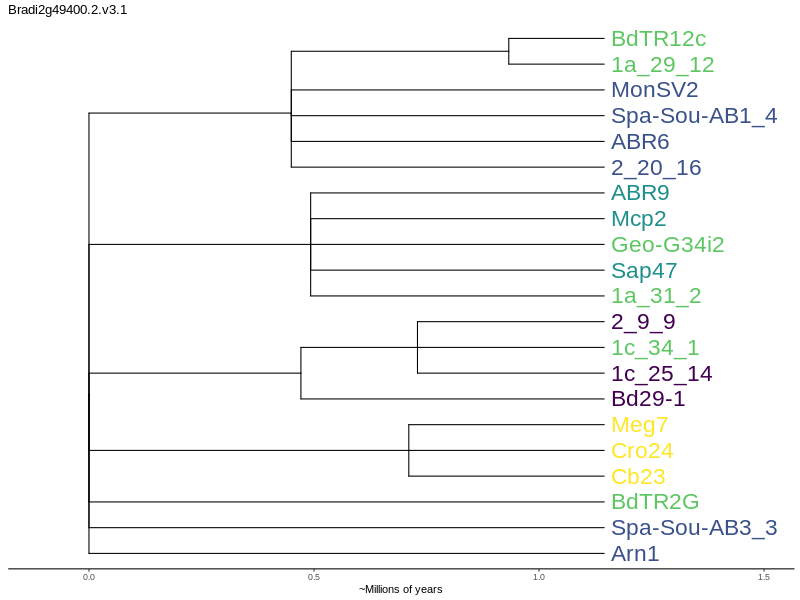 Bradi2g49400.2.v3.1
BdTR12c
1a_29_12
MonSV2
Spa-Sou-AB1_4
ABR6
2_20_16
ABR9
Mcp2
Geo-G34i2
Sap47
1a_31_2
2_9_9
1c_34_1
1c_25_14
Bd29-1
Meg7
Cro24
Cb23
BdTR2G
Spa-Sou-AB3_3
Arn1
0.0 0.5 1.0 1.5
~Millions of years